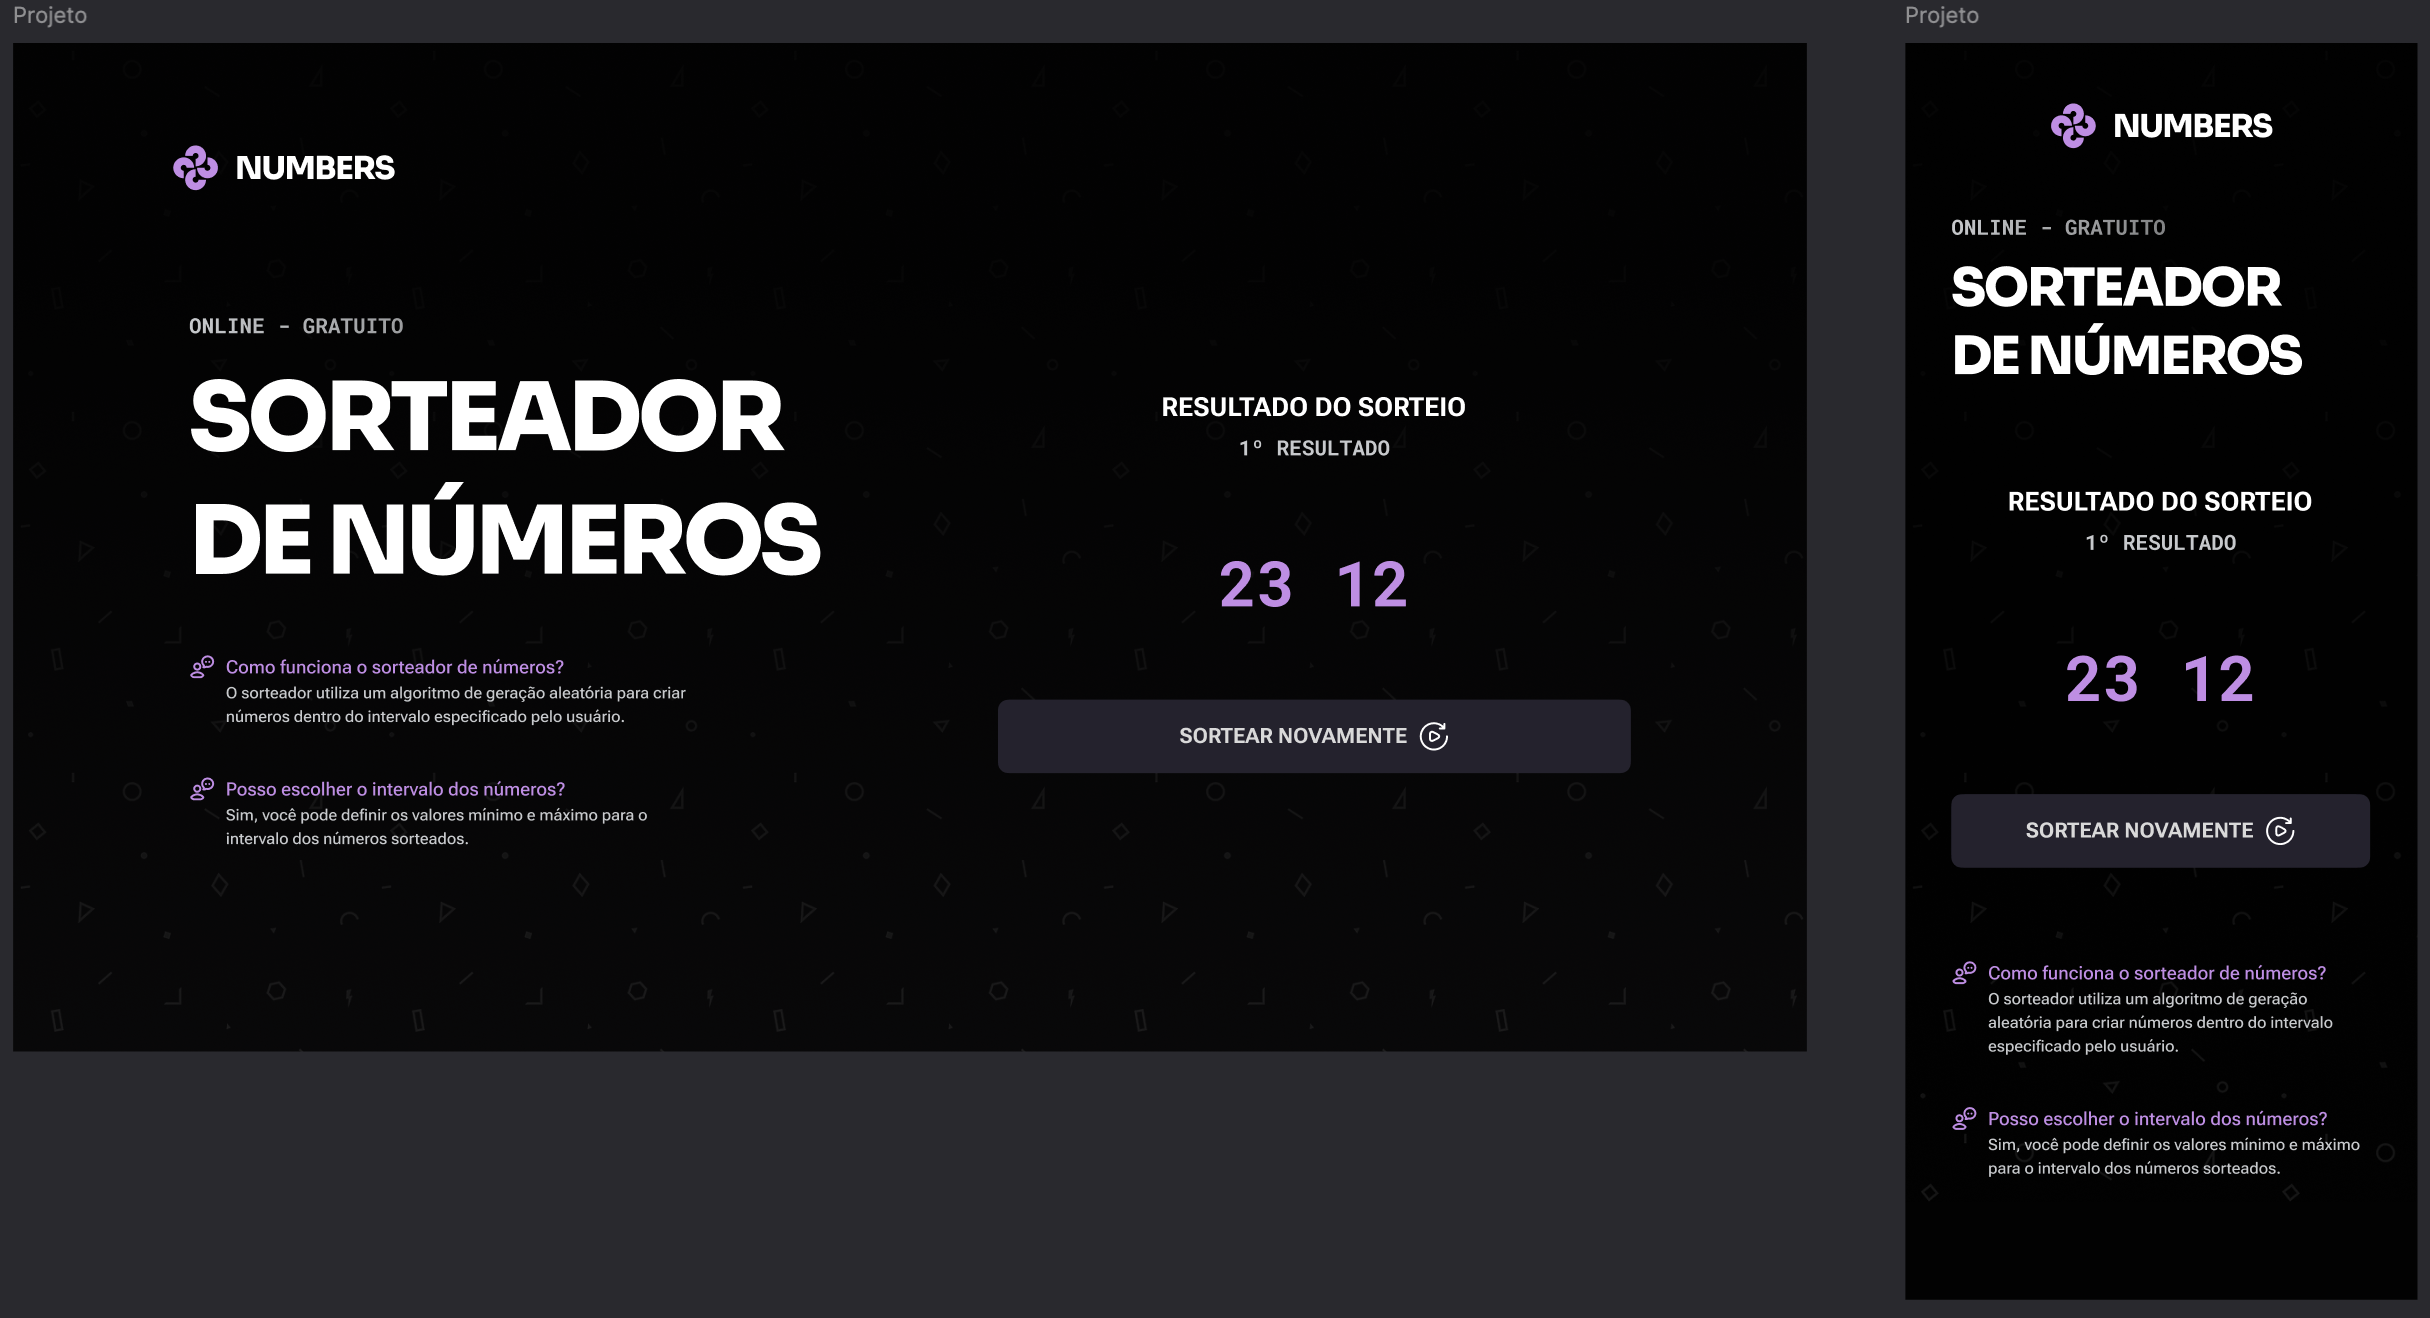 Projeto
NUMBERS
ONLINE - GRATUITO
SORTEADOR
DE NÚMEROS
Como funciona o sorteador de números?
O sorteador utiliza um algoritmo de geração aleatória para criar
números dentro do intervalo especificado pelo usuário.
Posso escolher o intervalo dos números?
Sim, você pode definir os valores mínimo e máximo para o
intervalo dos números sorteados.
RESULTADO DO SORTEIO
1º RESULTADO
23 12
SORTEAR NOVAMENTE
Projeto
NUMBERS
ONLINE - GRATUITO
SORTEADOR
DE NÚMEROS
RESULTADO DO SORTEIO
1º RESULTADO
23 12
SORTEAR NOVAMENTE
Como funciona o sorteador de números?
O sorteador utiliza um algoritmo de geração
aleatória para criar números dentro do intervalo
especificado pelo usuário.
Posso escolher o intervalo dos números?
Sim, você pode definir os valores mínimo e máximo
para o intervalo dos números sorteados.